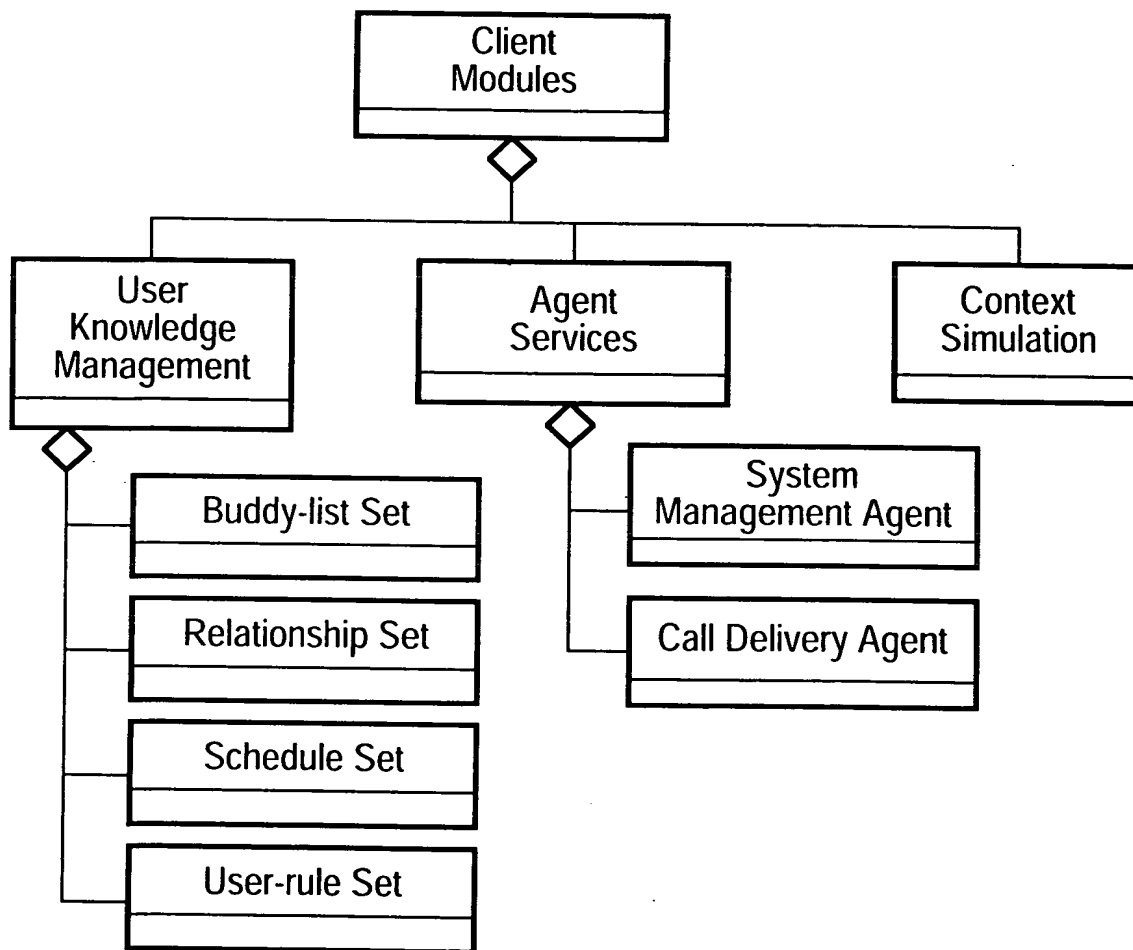 Client
Modules
User
Knowledge
Management
Agent
Services
Context
Simulation
Buddy-list Set
Relationship Set
Schedule Set
User-rule Set
System
Management Agent
Call Delivery Agent